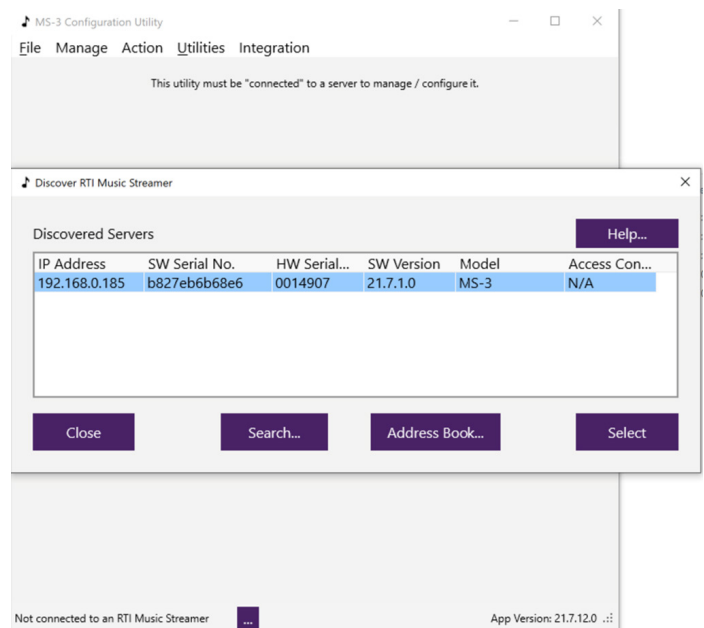 MS-3 Configuration Utility
File Manage Action Utilities Integration
This utility must be "connected" to a server to manage / configure it.
Discover RTI Music Streamer
Discovered Servers
Help...
IP Address SW Serial No. HW Serial... SW Version Model Access Con...
192.168.0.185 b827eb6b68e6 0014907 21.7.1.0 MS-3 N/A
Close Search... Address Book... Select
Not connected to an RTI Music Streamer ... App Version: 21.7.12.0